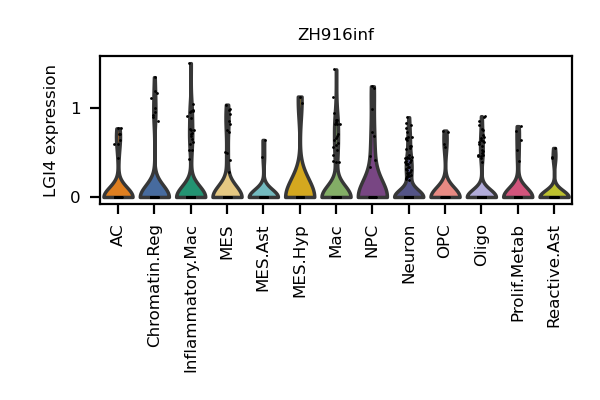 ZH916inf
LGI4 expression
1
0
AC
Chromatin.Reg
Inflammatory.Mac
MES
MES.Ast
MES.Hyp
Mac
NPC
Neuron
OPC
Oligo
Prolif.Metab
Reactive.Ast